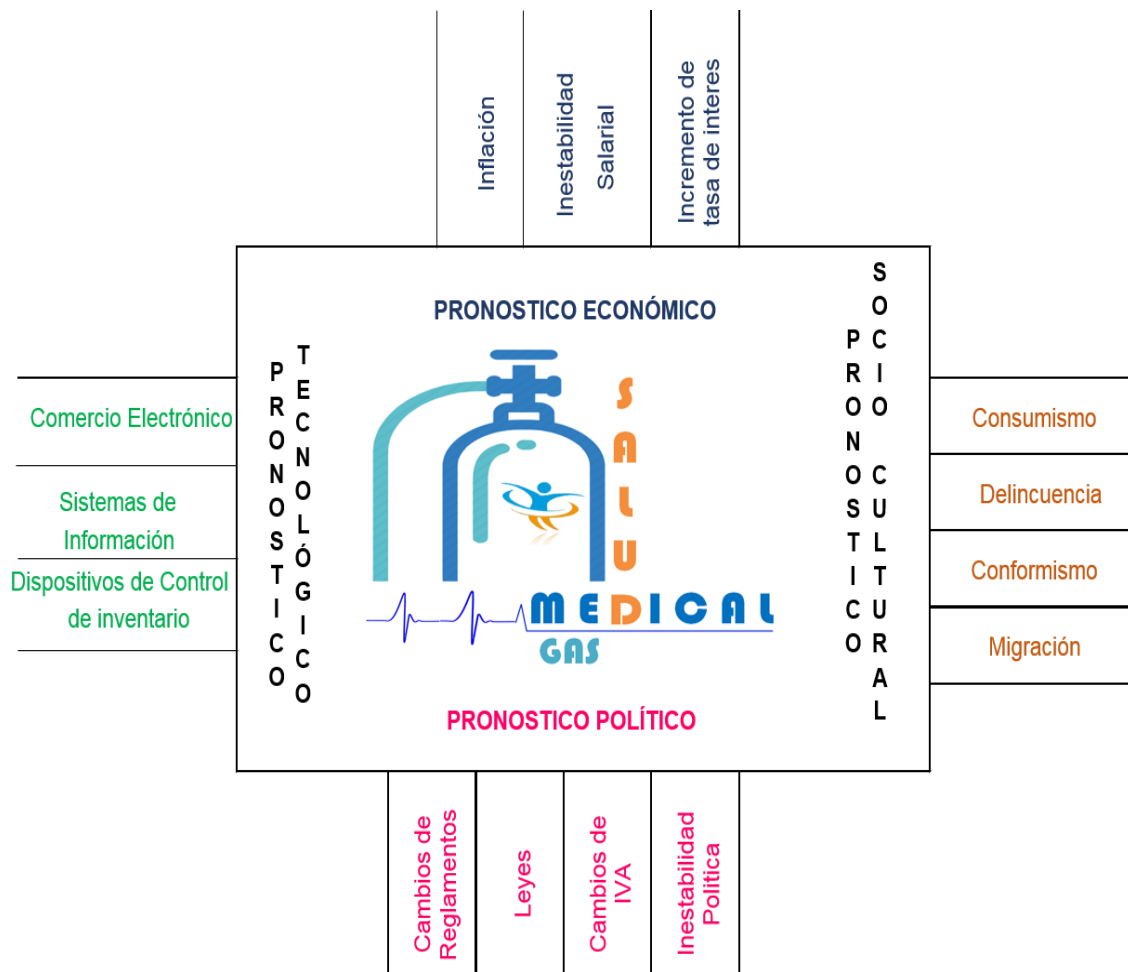 Inflación
Inestabilidad
Salarial
Incremento de
tasa de interes
PRONOSTICO ECONÓMICO
PRONOSTICO
TECNOLÓGICO
Comercio Electrónico
Sistemas de
Información
Dispositivos de Control
de inventario
SALUD
MEDICAL
GAS
PRONOSTICO
SOCIO CULTURAL
Consumismo
Delincuencia
Conformismo
Migración
PRONOSTICO POLÍTICO
Cambios de
Reglamentos
Leyes
Cambios de
IVA
Inestabilidad
Politica